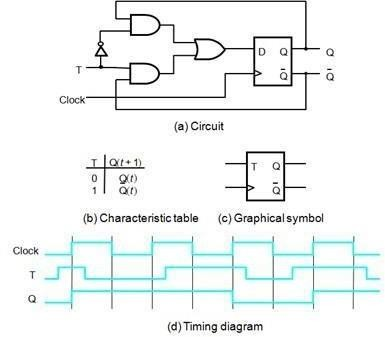 D Q Q
T
Q̅ Q̅
Clock
(a) Circuit
T Q(t + 1)
0 Q(t)
1 Q̅(t)
T Q
Q̅
(b) Characteristic table (c) Graphical symbol
Clock
T
Q
(d) Timing diagram